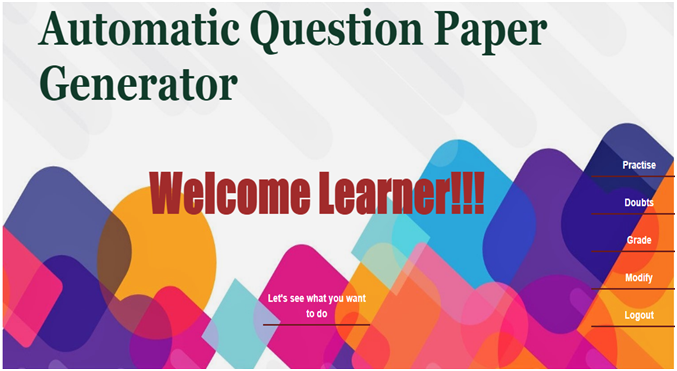 Automatic Question Paper
Generator
Welcome Learner!!!
Practise
Doubts
Grade
Modify
Logout
Let's see what you want
to do